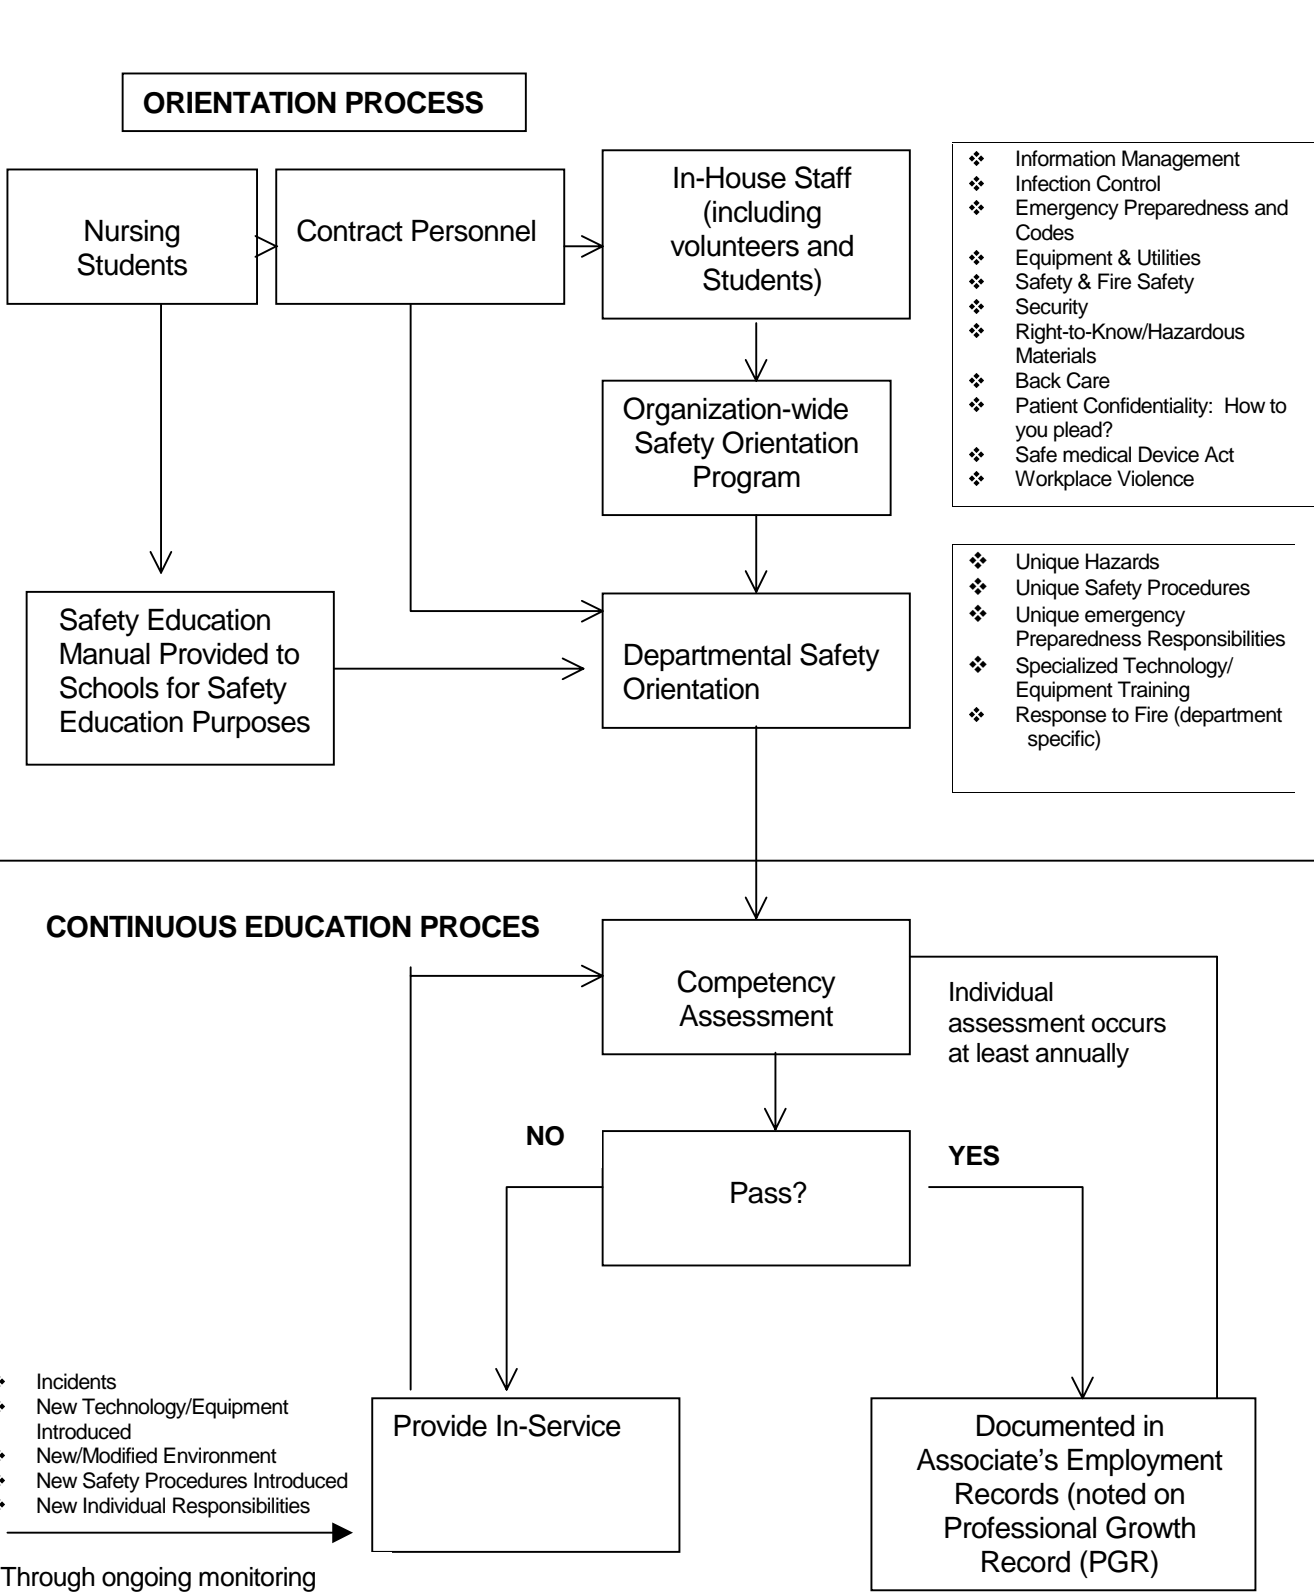 ORIENTATION PROCESS
Nursing
Students
Contract Personnel
In-House Staff
(including
volunteers and
Students)
❖ Information Management
❖ Infection Control
❖ Emergency Preparedness and
Codes
❖ Equipment & Utilities
❖ Safety & Fire Safety
❖ Security
❖ Right-to-Know/Hazardous
Materials
❖ Back Care
❖ Patient Confidentiality: How to
you plead?
❖ Safe medical Device Act
❖ Workplace Violence
Organization-wide
Safety Orientation
Program
❖ Unique Hazards
❖ Unique Safety Procedures
❖ Unique emergency
Preparedness Responsibilities
❖ Specialized Technology/
Equipment Training
❖ Response to Fire (department
specific)
Safety Education
Manual Provided to
Schools for Safety
Education Purposes
Departmental Safety
Orientation
CONTINUOUS EDUCATION PROCES
Competency
Assessment
Individual
assessment occurs
at least annually
NO
YES
Pass?
Incidents
New Technology/Equipment
Introduced
New/Modified Environment
New Safety Procedures Introduced
New Individual Responsibilities
Through ongoing monitoring
Provide In-Service
Documented in
Associate's Employment
Records (noted on
Professional Growth
Record (PGR)